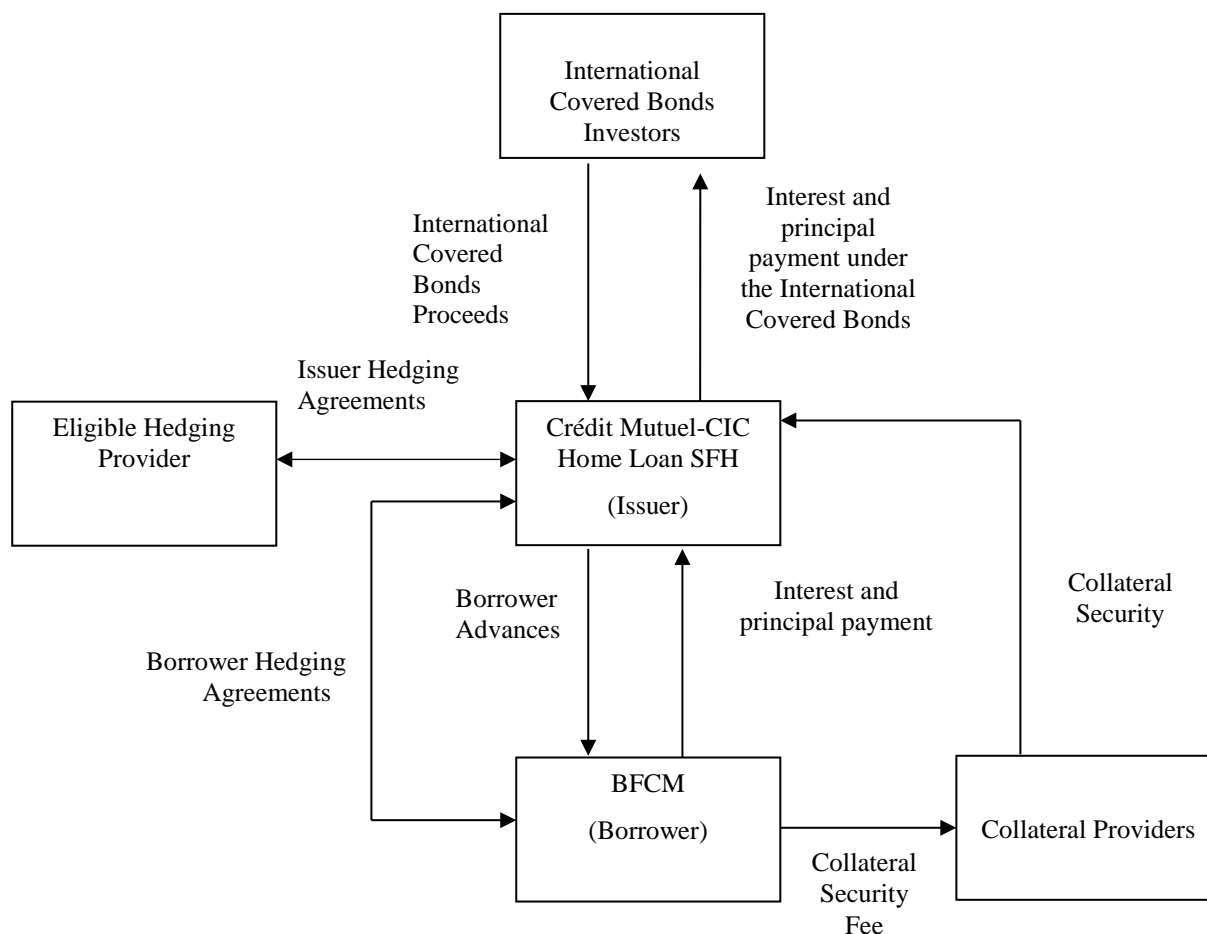 International
Covered Bonds
Investors
International
Covered
Bonds
Proceeds
Interest and
principal
payment under
the International
Covered Bonds
Issuer Hedging
Agreements
Eligible Hedging
Provider
Crédit Mutuel-CIC
Home Loan SFH
(Issuer)
Borrower
Advances
Interest and
principal payment
Collateral
Security
Borrower Hedging
Agreements
BFCM
(Borrower)
Collateral Providers
Collateral
Security
Fee